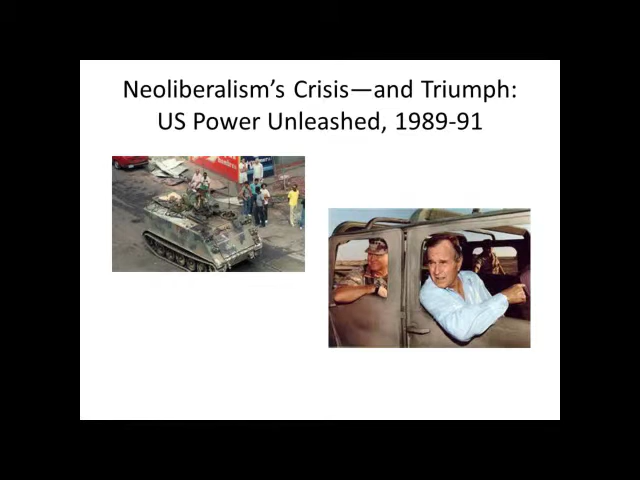 Neoliberalism's Crisis—and Triumph:
US Power Unleashed, 1989-91